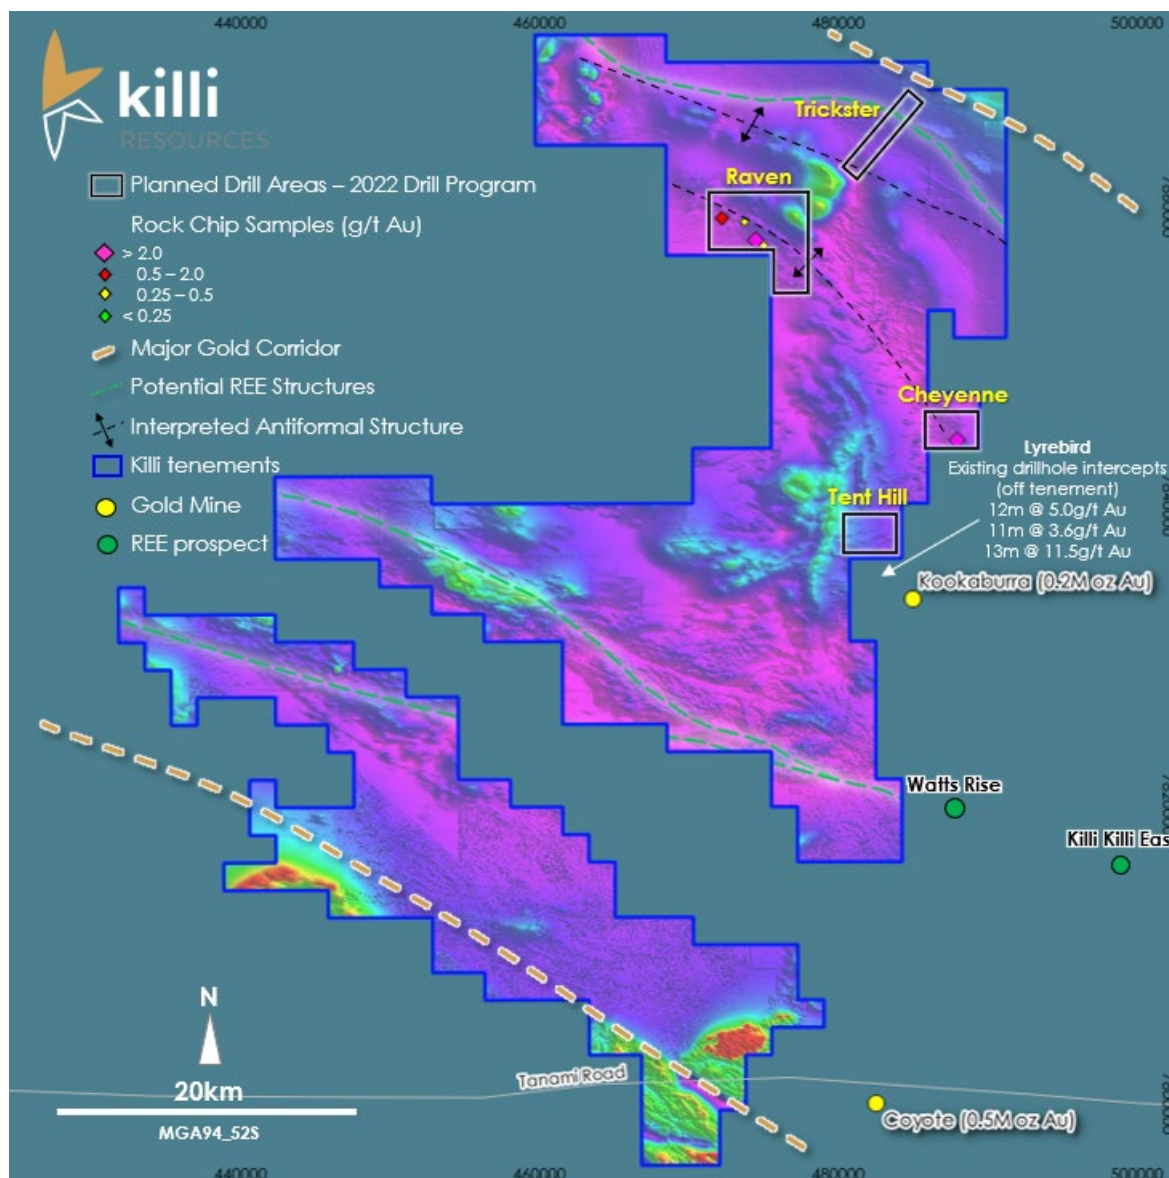 440000
460000
480000
500000
killi
RESOURCES
Planned Drill Areas – 2022 Drill Program
Rock Chip Samples (g/t Au)
> 2.0
0.5 – 2.0
0.25 – 0.5
< 0.25
Major Gold Corridor
Potential REE Structures
Interpreted Antiformal Structure
Killi tenements
Gold Mine
REE prospect
Trickster
Raven
Cheyenne
Lyrebird
Existing drillhole intercepts
(off tenement)
12m @ 5.0g/t Au
11m @ 3.6g/t Au
13m @ 11.5g/t Au
Tent Hill
Kookaburra (0.2M oz Au)
Watts Rise
Killi Killi Eas
N
20km
MGA94_52S
Tanami Road
Coyote (0.5M oz Au)
440000
460000
480000
500000